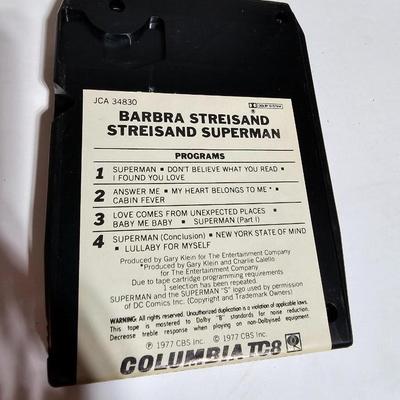 JCA 34830
DOLBY SYSTEM
BARBRA STREISAND
STREISAND SUPERMAN
PROGRAMS
1 SUPERMAN ▪ DON'T BELIEVE WHAT YOU READ ▪
I FOUND YOU LOVE
2 ANSWER ME ▪ MY HEART BELONGS TO ME* ▪
CABIN FEVER
3 LOVE COMES FROM UNEXPECTED PLACES ▪
BABY ME BABY ▪ SUPERMAN (Part I)
4 SUPERMAN (Conclusion) ▪ NEW YORK STATE OF MIND
▪ LULLABY FOR MYSELF
Produced by Gary Klein for The Entertainment Company
*Produced by Gary Klein and Charlie Calello
for The Entertainment Company
Due to tape cartridge programming requirements
1 selection has been repeated.
SUPERMAN and the SUPERMAN "S" logo used by permission
of DC Comics Inc. (Copyright and Trademark Owners)
WARNING: All rights reserved. Unauthorized duplication is a violation of applicable laws.
This tape is mastered to Dolby "B" standards for noise reduction.
Decrease treble response when playing on non-Dolbyised equipment.
℗ 1977 CBS Inc. © 1977 CBS Inc.
COLUMBIA TC8